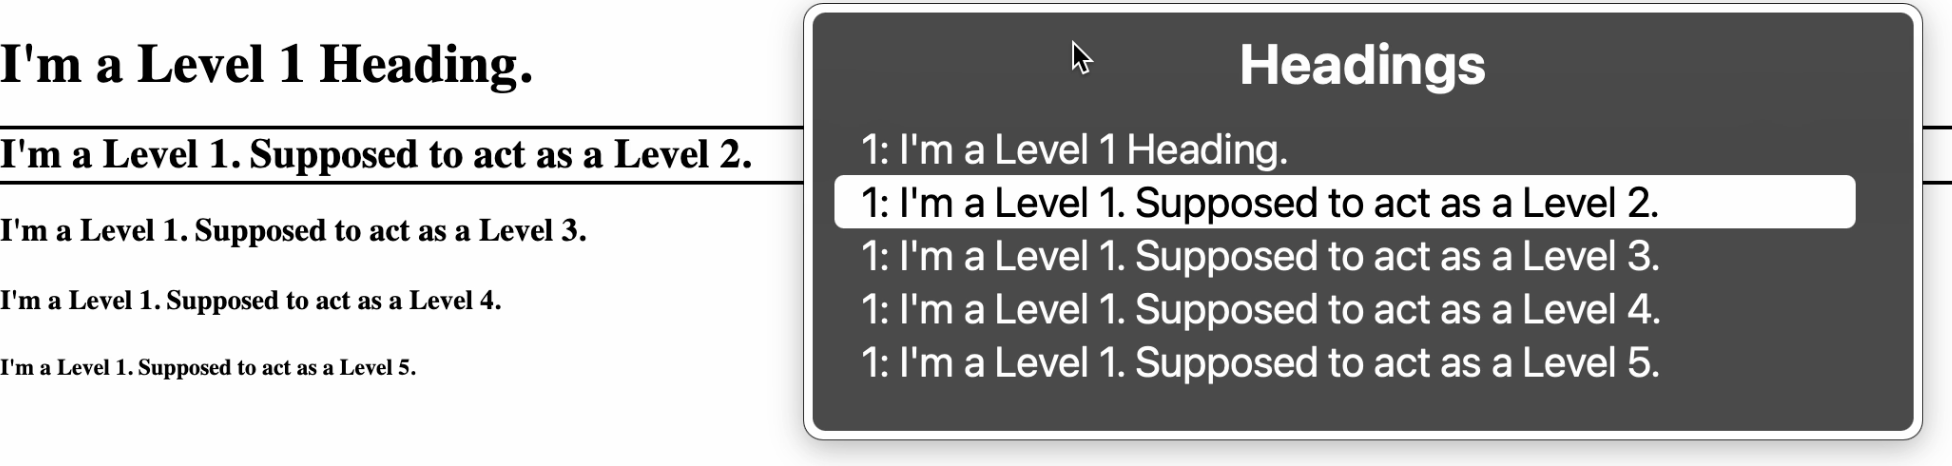 I'm a Level 1 Heading.
I'm a Level 1. Supposed to act as a Level 2.
I'm a Level 1. Supposed to act as a Level 3.
I'm a Level 1. Supposed to act as a Level 4.
I'm a Level 1. Supposed to act as a Level 5.
Headings
1: I'm a Level 1 Heading.
1: I'm a Level 1. Supposed to act as a Level 2.
1: I'm a Level 1. Supposed to act as a Level 3.
1: I'm a Level 1. Supposed to act as a Level 4.
1: I'm a Level 1. Supposed to act as a Level 5.